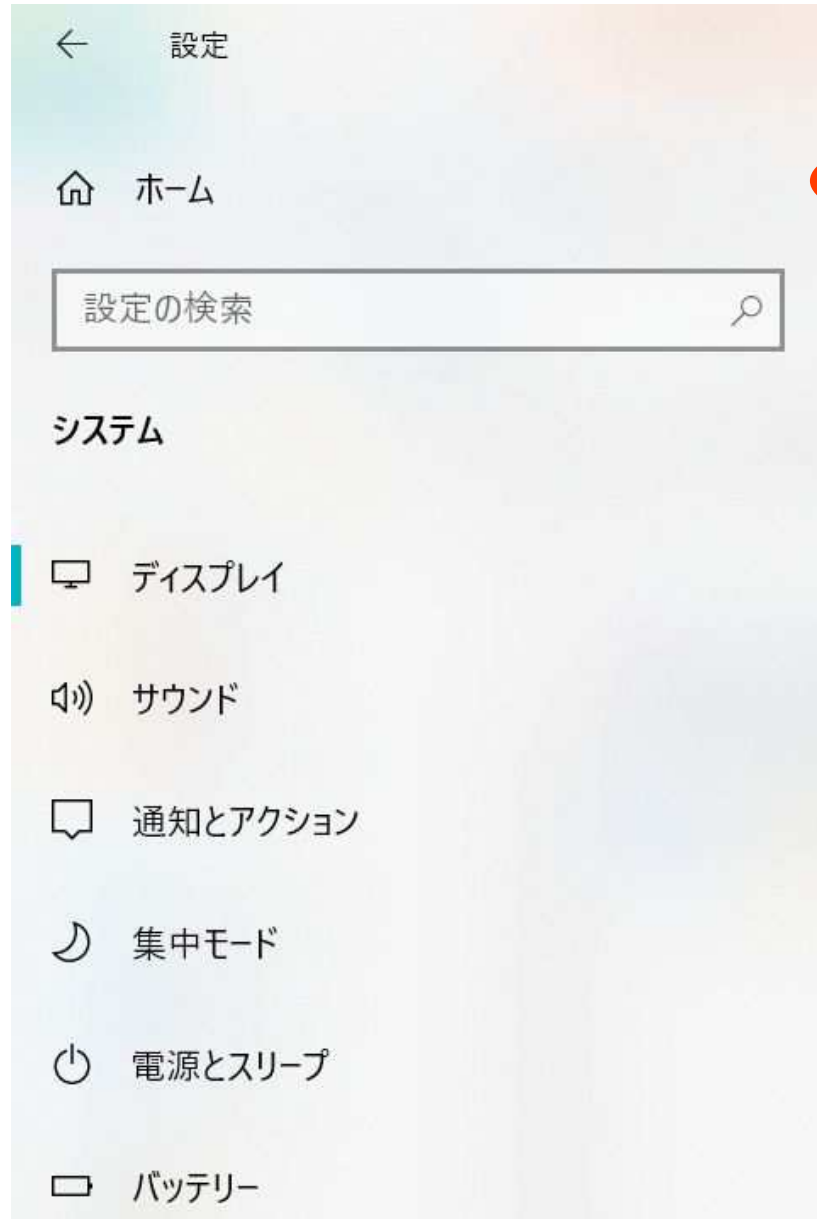 設定
ホーム
設定の検索
システム
ディスプレイ
サウンド
通知とアクション
集中モード
電源とスリープ
バッテリー